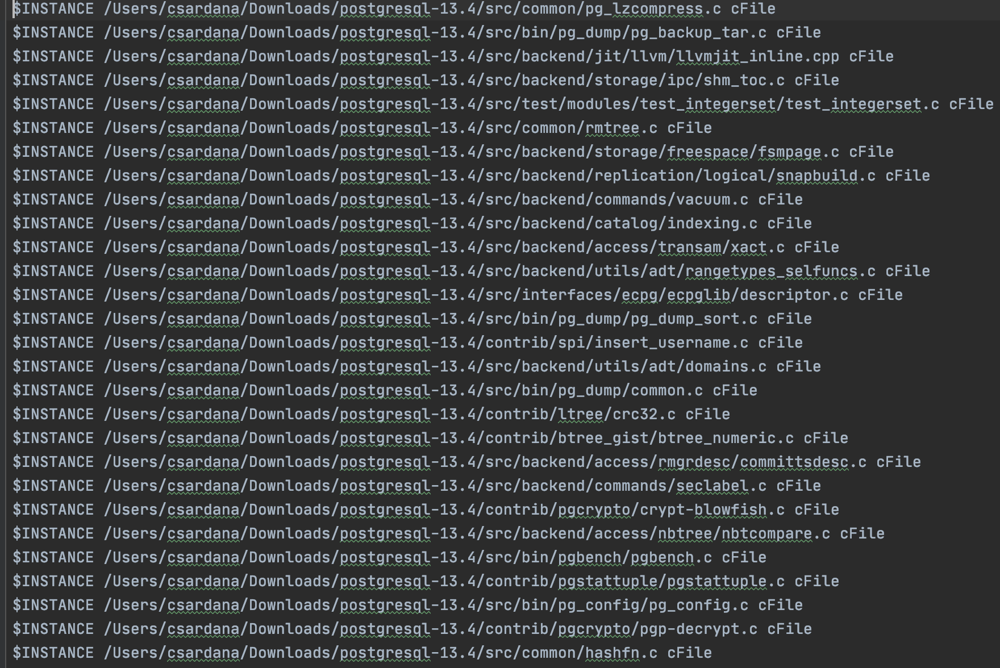 $INSTANCE /Users/csardana/Downloads/postgresql-13.4/src/common/pg_lzcompress.c cFile
$INSTANCE /Users/csardana/Downloads/postgresql-13.4/src/bin/pg_dump/pg_backup_tar.c cFile
$INSTANCE /Users/csardana/Downloads/postgresql-13.4/src/backend/jit/llvm/llvmjit_inline.cpp cFile
$INSTANCE /Users/csardana/Downloads/postgresql-13.4/src/backend/storage/ipc/shm_toc.c cFile
$INSTANCE /Users/csardana/Downloads/postgresql-13.4/src/test/modules/test_integerset/test_integerset.c cFile
$INSTANCE /Users/csardana/Downloads/postgresql-13.4/src/common/rmtree.c cFile
$INSTANCE /Users/csardana/Downloads/postgresql-13.4/src/backend/storage/freespace/fsmpage.c cFile
$INSTANCE /Users/csardana/Downloads/postgresql-13.4/src/backend/replication/logical/snapbuild.c cFile
$INSTANCE /Users/csardana/Downloads/postgresql-13.4/src/backend/commands/vacuum.c cFile
$INSTANCE /Users/csardana/Downloads/postgresql-13.4/src/backend/catalog/indexing.c cFile
$INSTANCE /Users/csardana/Downloads/postgresql-13.4/src/backend/access/transam/xact.c cFile
$INSTANCE /Users/csardana/Downloads/postgresql-13.4/src/backend/utils/adt/rangetypes_selfuncs.c cFile
$INSTANCE /Users/csardana/Downloads/postgresql-13.4/src/interfaces/ecpg/ecpglib/descriptor.c cFile
$INSTANCE /Users/csardana/Downloads/postgresql-13.4/src/bin/pg_dump/pg_dump_sort.c cFile
$INSTANCE /Users/csardana/Downloads/postgresql-13.4/contrib/spi/insert_username.c cFile
$INSTANCE /Users/csardana/Downloads/postgresql-13.4/src/backend/utils/adt/domains.c cFile
$INSTANCE /Users/csardana/Downloads/postgresql-13.4/src/bin/pg_dump/common.c cFile
$INSTANCE /Users/csardana/Downloads/postgresql-13.4/contrib/ltree/crc32.c cFile
$INSTANCE /Users/csardana/Downloads/postgresql-13.4/contrib/btree_gist/btree_numeric.c cFile
$INSTANCE /Users/csardana/Downloads/postgresql-13.4/src/backend/access/rmgrdesc/committsdesc.c cFile
$INSTANCE /Users/csardana/Downloads/postgresql-13.4/src/backend/commands/seclabel.c cFile
$INSTANCE /Users/csardana/Downloads/postgresql-13.4/contrib/pgcrypto/crypt-blowfish.c cFile
$INSTANCE /Users/csardana/Downloads/postgresql-13.4/src/backend/access/nbtree/nbtcompare.c cFile
$INSTANCE /Users/csardana/Downloads/postgresql-13.4/src/bin/pgbench/pgbench.c cFile
$INSTANCE /Users/csardana/Downloads/postgresql-13.4/contrib/pgstattuple/pgstattuple.c cFile
$INSTANCE /Users/csardana/Downloads/postgresql-13.4/src/bin/pg_config/pg_config.c cFile
$INSTANCE /Users/csardana/Downloads/postgresql-13.4/contrib/pgcrypto/pgp-decrypt.c cFile
$INSTANCE /Users/csardana/Downloads/postgresql-13.4/src/common/hashfn.c cFile